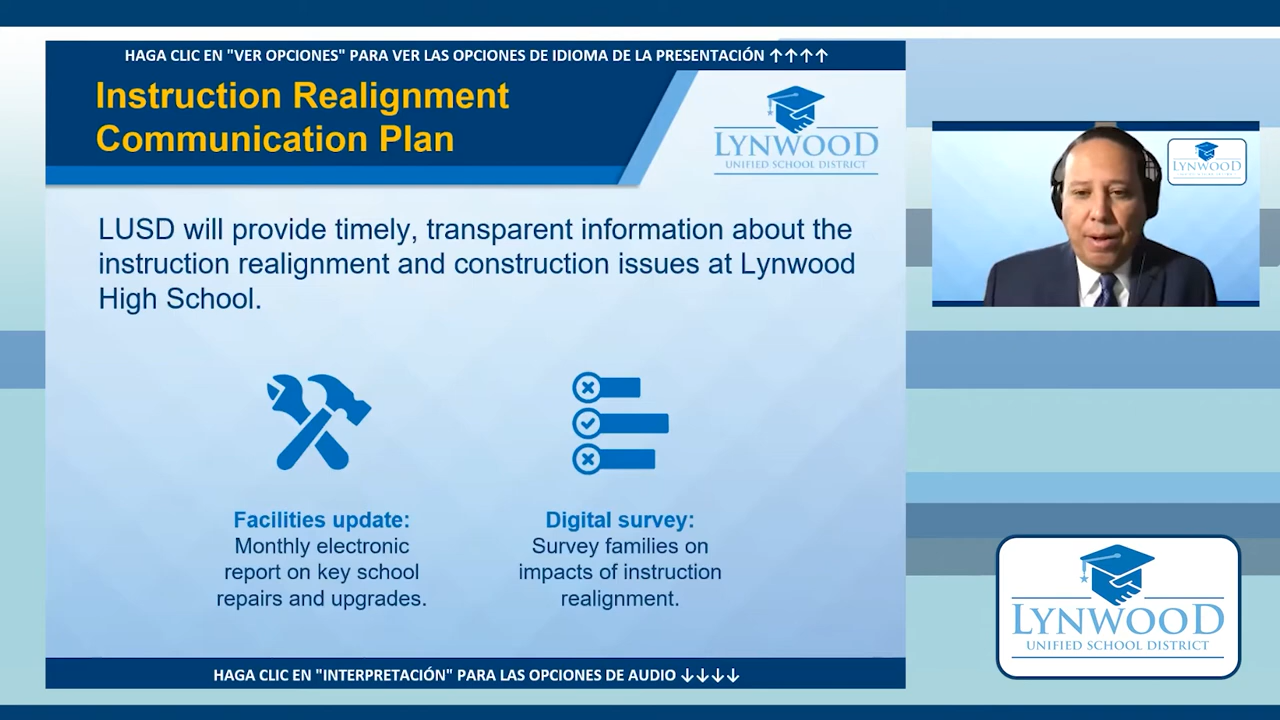 HAGA CLIC EN "VER OPCIONES" PARA VER LAS OPCIONES DE IDIOMA DE LA PRESENTACIÓN ↑↑↑↑
Instruction Realignment
Communication Plan
LYNWOOD
UNIFIED SCHOOL DISTRICT
LYNWOOD
LUSD will provide timely, transparent information about the
instruction realignment and construction issues at Lynwood
High School.
Facilities update:
Monthly electronic
report on key school
repairs and upgrades.
Digital survey:
Survey families on
impacts of instruction
realignment.
LYNWOOD
UNIFIED SCHOOL DISTRICT
HAGA CLIC EN "INTERPRETACIÓN" PARA LAS OPCIONES DE AUDIO ↓↓↓↓